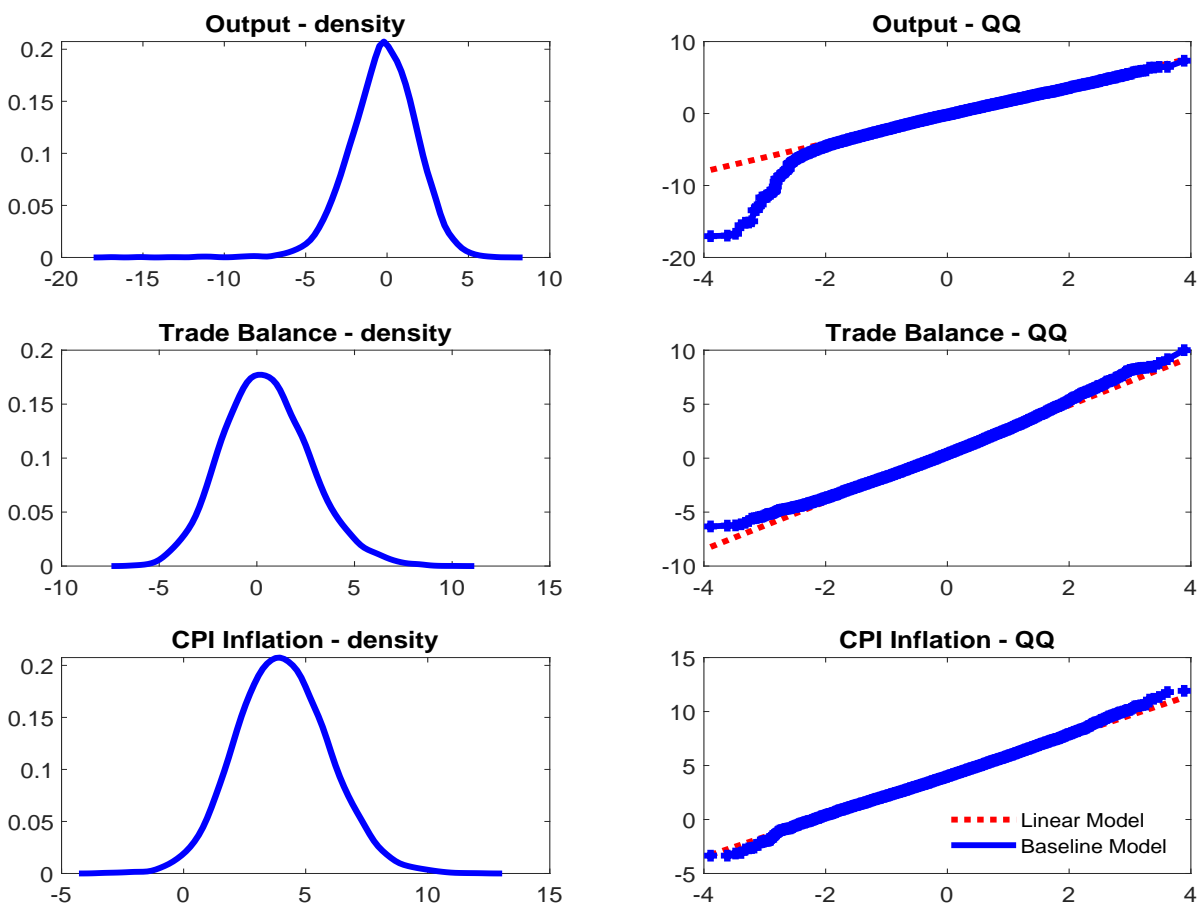 Output - density
0.2
0.15
0.1
0.05
0
-20 -15 -10 -5 0 5 10
Output - QQ
10
0
-10
-20
-4 -2 0 2 4
Trade Balance - density
0.2
0.15
0.1
0.05
0
-10 -5 0 5 10 15
Trade Balance - QQ
10
5
0
-5
-10
-4 -2 0 2 4
CPI Inflation - density
0.2
0.15
0.1
0.05
0
-5 0 5 10 15
CPI Inflation - QQ
15
10
5
0
-5
-4 -2 0 2 4
Linear Model
Baseline Model